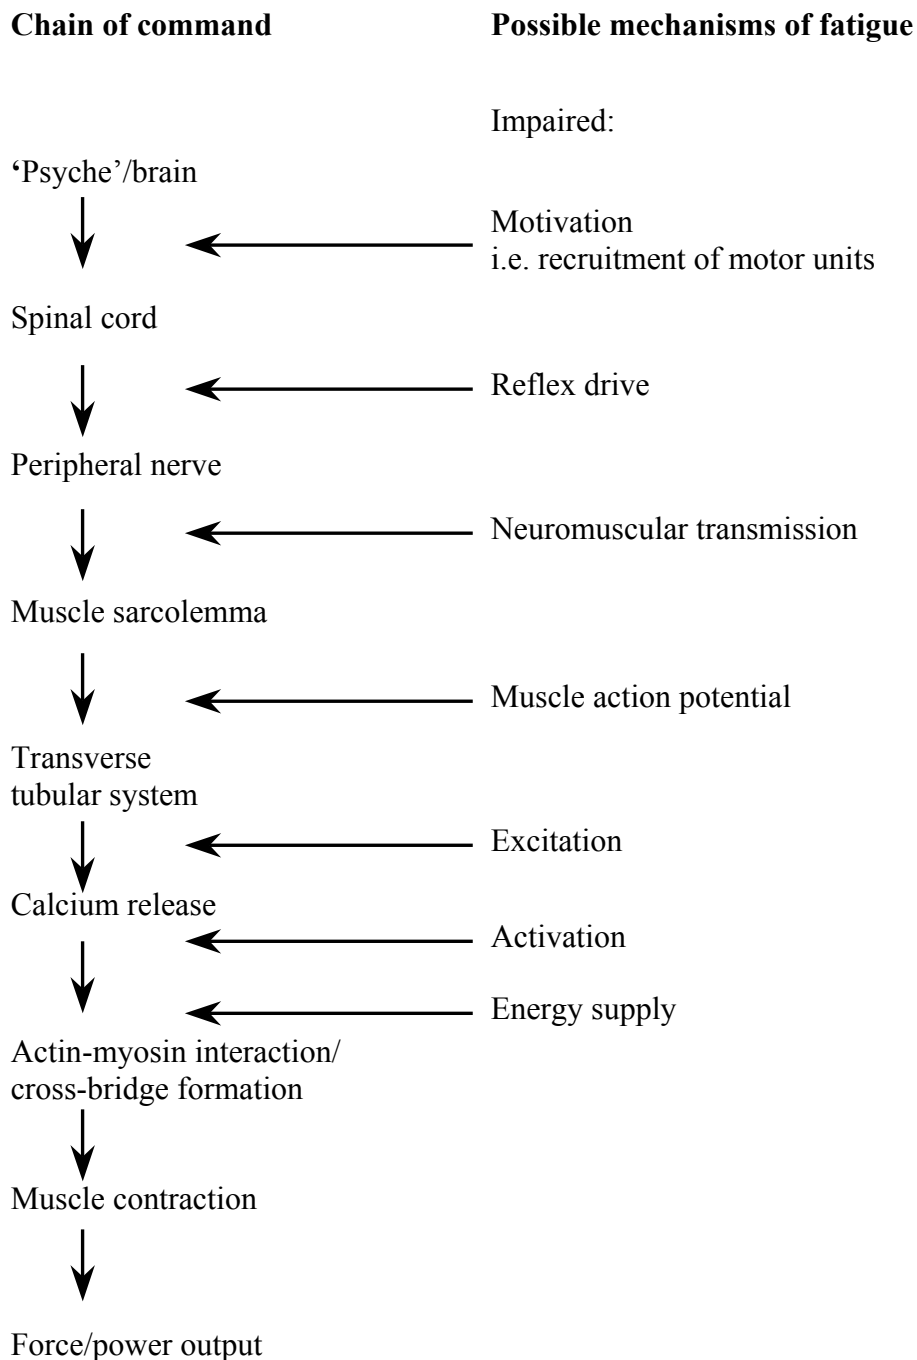 Chain of command
Possible mechanisms of fatigue
Impaired:
‘Psyche’/brain
Motivation
i.e. recruitment of motor units
Spinal cord
Reflex drive
Peripheral nerve
Neuromuscular transmission
Muscle sarcolemma
Muscle action potential
Transverse
tubular system
Excitation
Calcium release
Activation
Energy supply
Actin-myosin interaction/
cross-bridge formation
Muscle contraction
Force/power output